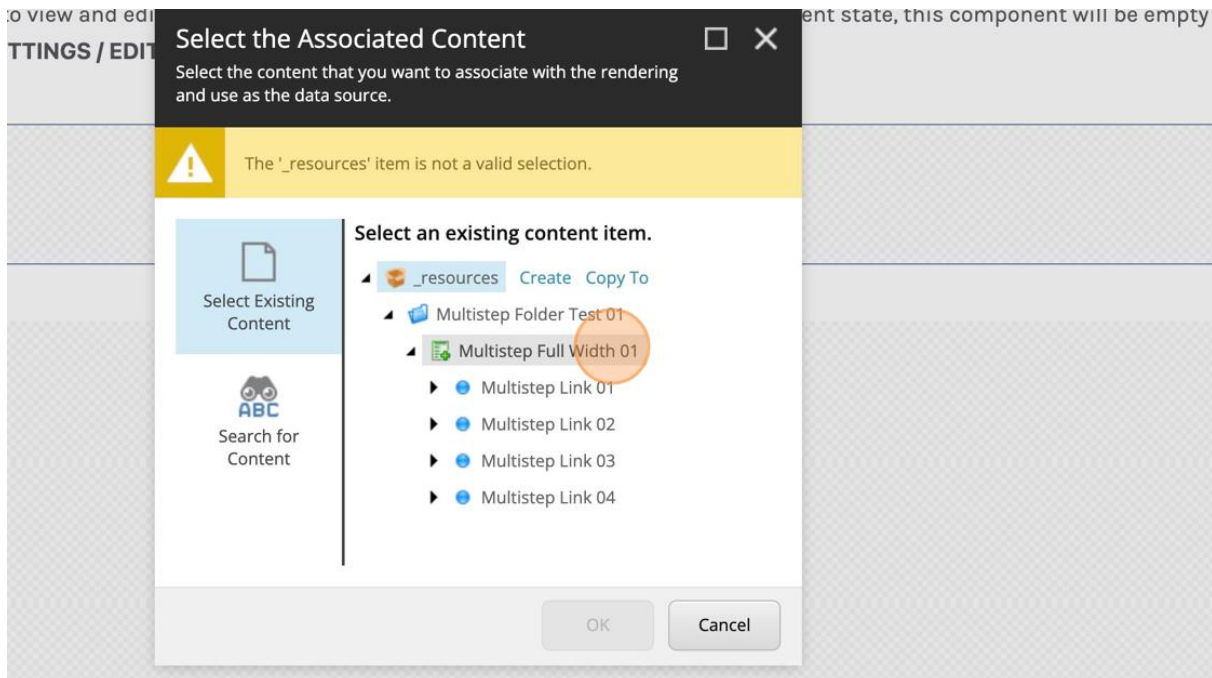 to view and edi
ent state, this component will be empty
TTINGS / EDIT
Select the Associated Content
Select the content that you want to associate with the rendering
and use as the data source.
The '_resources' item is not a valid selection.
Select Existing
Content
ABC
Search for
Content
Select an existing content item.
_resources Create Copy To
Multistep Folder Test 01
Multistep Full Width 01
Multistep Link 01
Multistep Link 02
Multistep Link 03
Multistep Link 04
OK
Cancel